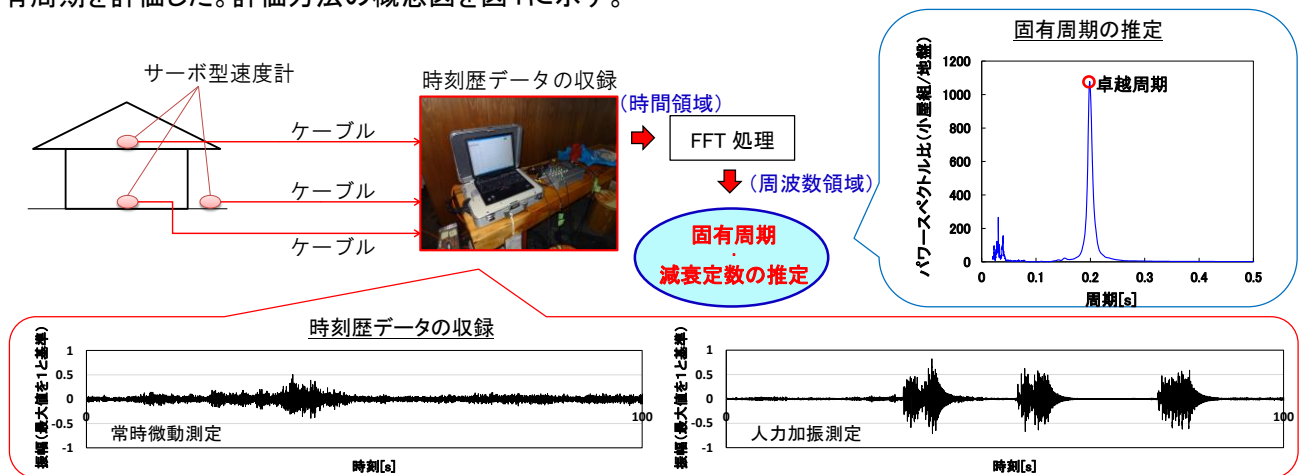 有周期を評価した。評価方法の概念図を図1に示す。
サーボ型速度計
ケーブル
ケーブル
ケーブル
時刻歴データの収録
(時間領域)
FFT 処理
(周波数領域)
固有周期
・
減衰定数の推定
固有周期の推定
パワースペクトル比(小屋組/地盤)
1200
1000
800
600
400
200
0
卓越周期
0 0.1 0.2 0.3 0.4 0.5
周期[s]
時刻歴データの収録
振幅(最大値を1と基準)
1
0.5
0
-0.5
-1
0 100
常時微動測定
時刻[s]
振幅(最大値を1と基準)
1
0.5
0
-0.5
-1
0 100
人力加振測定
時刻[s]